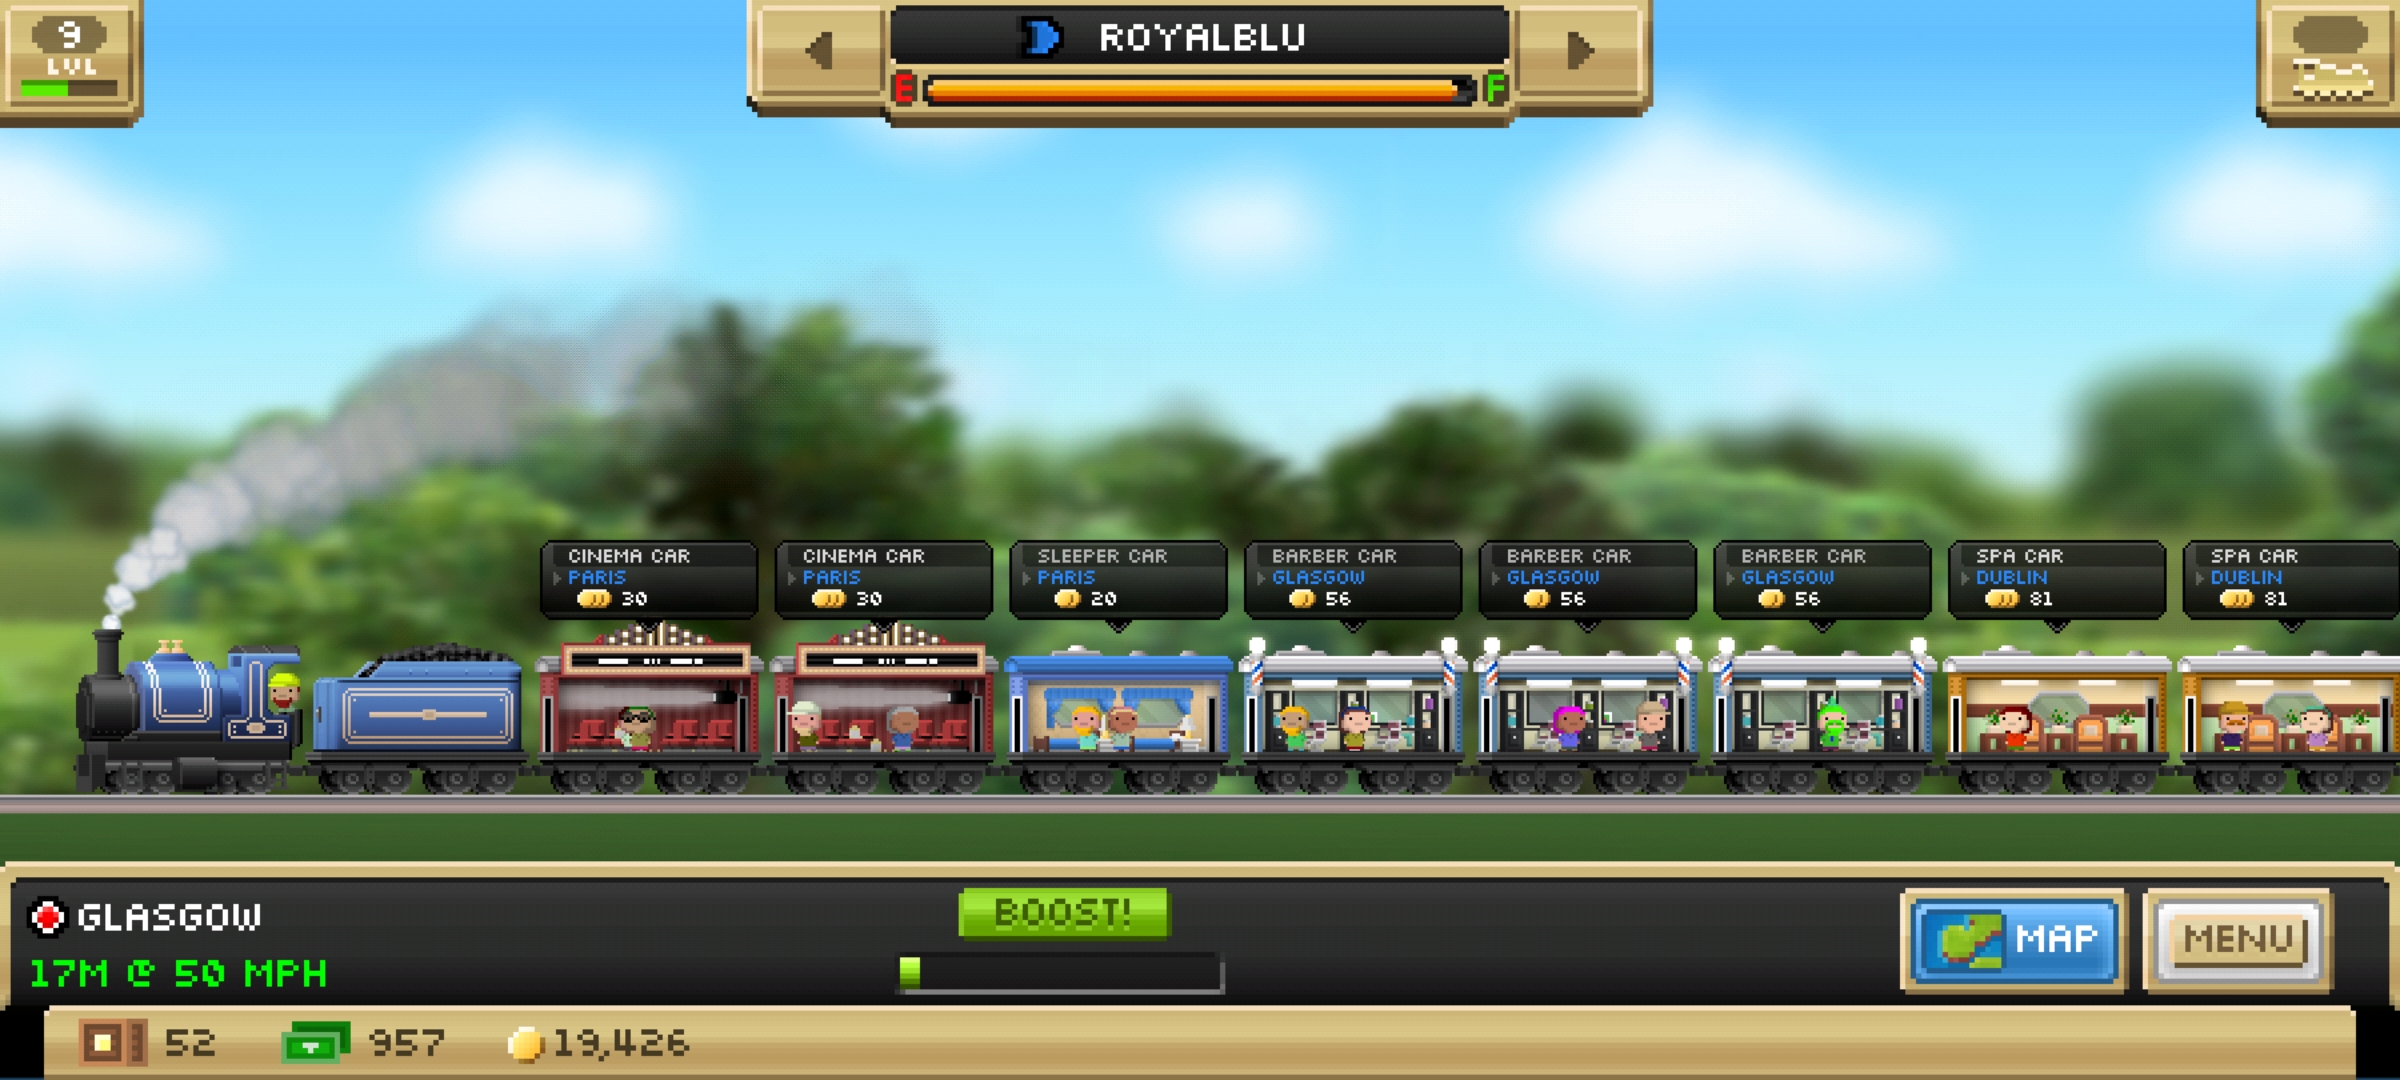 9
LVL
ROYALBLU
E F
CINEMA CAR
PARIS
30
CINEMA CAR
PARIS
30
SLEEPER CAR
PARIS
20
BARBER CAR
GLASGOW
56
BARBER CAR
GLASGOW
56
BARBER CAR
GLASGOW
56
SPA CAR
DUBLIN
81
SPA CAR
DUBLIN
81
GLASGOW
17M @ 50 MPH
BOOST!
MAP
MENU
52 957 19,426